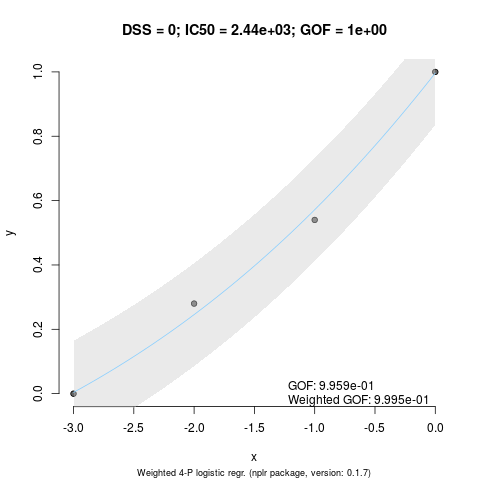 DSS = 0; IC50 = 2.44e+03; GOF = 1e+00
1.0
0.8
0.6
0.4
0.2
0.0
y
GOF: 9.959e-01
Weighted GOF: 9.995e-01
-3.0 -2.5 -2.0 -1.5 -1.0 -0.5 0.0
x
Weighted 4-P logistic regr. (nplr package, version: 0.1.7)